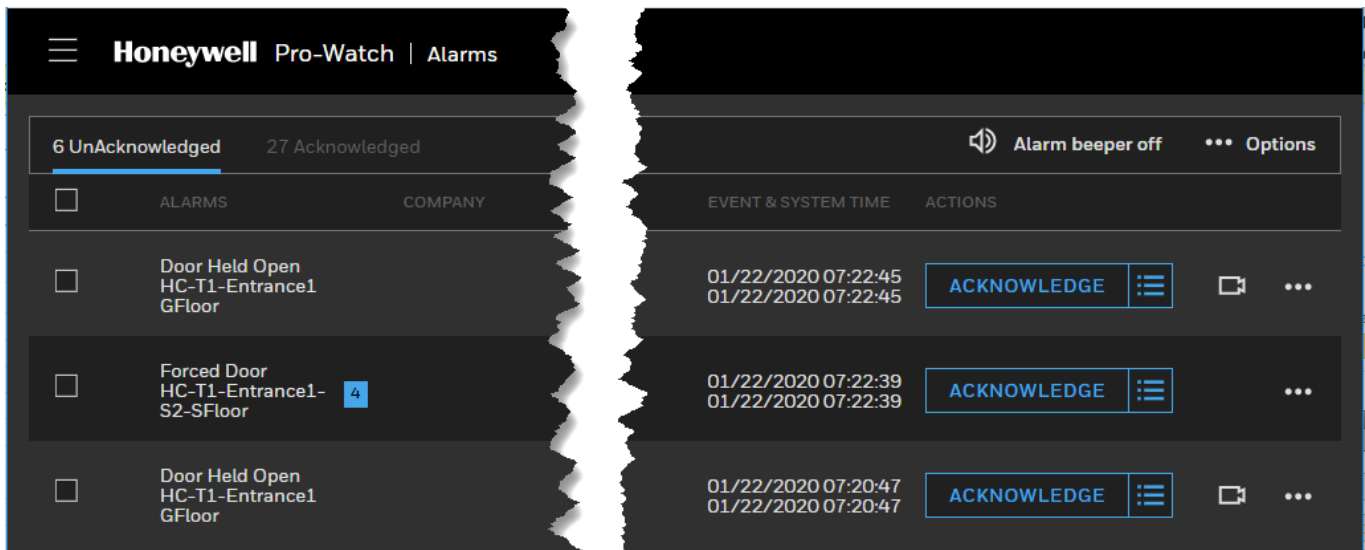 Honeywell Pro-Watch | Alarms
6 UnAcknowledged 27 Acknowledged Alarm beeper off ••• Options
ALARMS COMPANY EVENT & SYSTEM TIME ACTIONS
Door Held Open
HC-T1-Entrance1
GFloor
01/22/2020 07:22:45
01/22/2020 07:22:45
ACKNOWLEDGE
Forced Door
HC-T1-Entrance1-
S2-SFloor
4
01/22/2020 07:22:39
01/22/2020 07:22:39
ACKNOWLEDGE
Door Held Open
HC-T1-Entrance1
GFloor
01/22/2020 07:20:47
01/22/2020 07:20:47
ACKNOWLEDGE